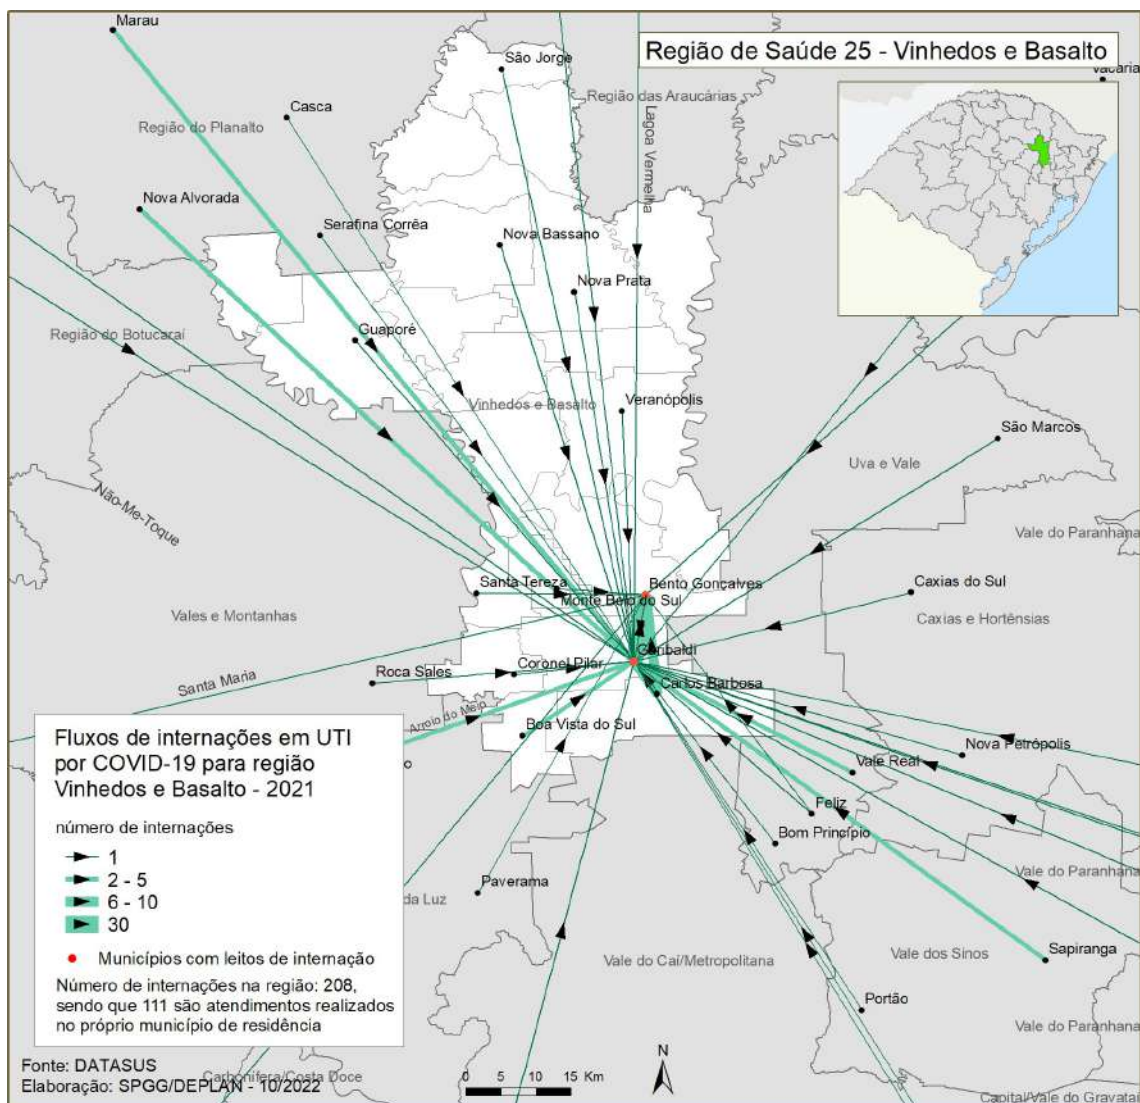 Marau
São Jorge
Região de Saúde 25 - Vinhedos e Basalto
Vacaria
Região das Araucárias
Casca
Região do Planalto
Lagoa Vermelha
Nova Alvorada
Serafina Corrêa
Nova Bassano
Nova Prata
Região do Botucaraí
Guaporé
Vinhedos e Basalto
Veranópolis
São Marcos
Uva e Vale
Não-Me-Toque
Vale do Paranhana
Santa Tereza
Bento Gonçalves
Caxias do Sul
Monte Belo do Sul
Vales e Montanhas
Caxias e Hortênsias
Garibaldi
Santa Maria
Roca Sales
Coronel Pilar
Carlos Barbosa
Arroio do Meio
Boa Vista do Sul
Nova Petrópolis
Vale Real
Feliz
Bom Princípio
Fluxos de internações em UTI
por COVID-19 para região
Vinhedos e Basalto - 2021
número de internações
1
2 - 5
6 - 10
30
Municípios com leitos de internação
Número de internações na região: 208,
sendo que 111 são atendimentos realizados
no próprio município de residência
Paverama
da Luz
Vale do Paranhana
Vale do Caí/Metropolitana
Vale dos Sinos
Sapiranga
Portão
Vale do Paranhana
Fonte: DATASUS
Elaboração: SPGG/DEPLAN - 10/2022
Carbonífera/Costa Doce
0 5 10 15 Km
N
Capital/Vale do Gravataí